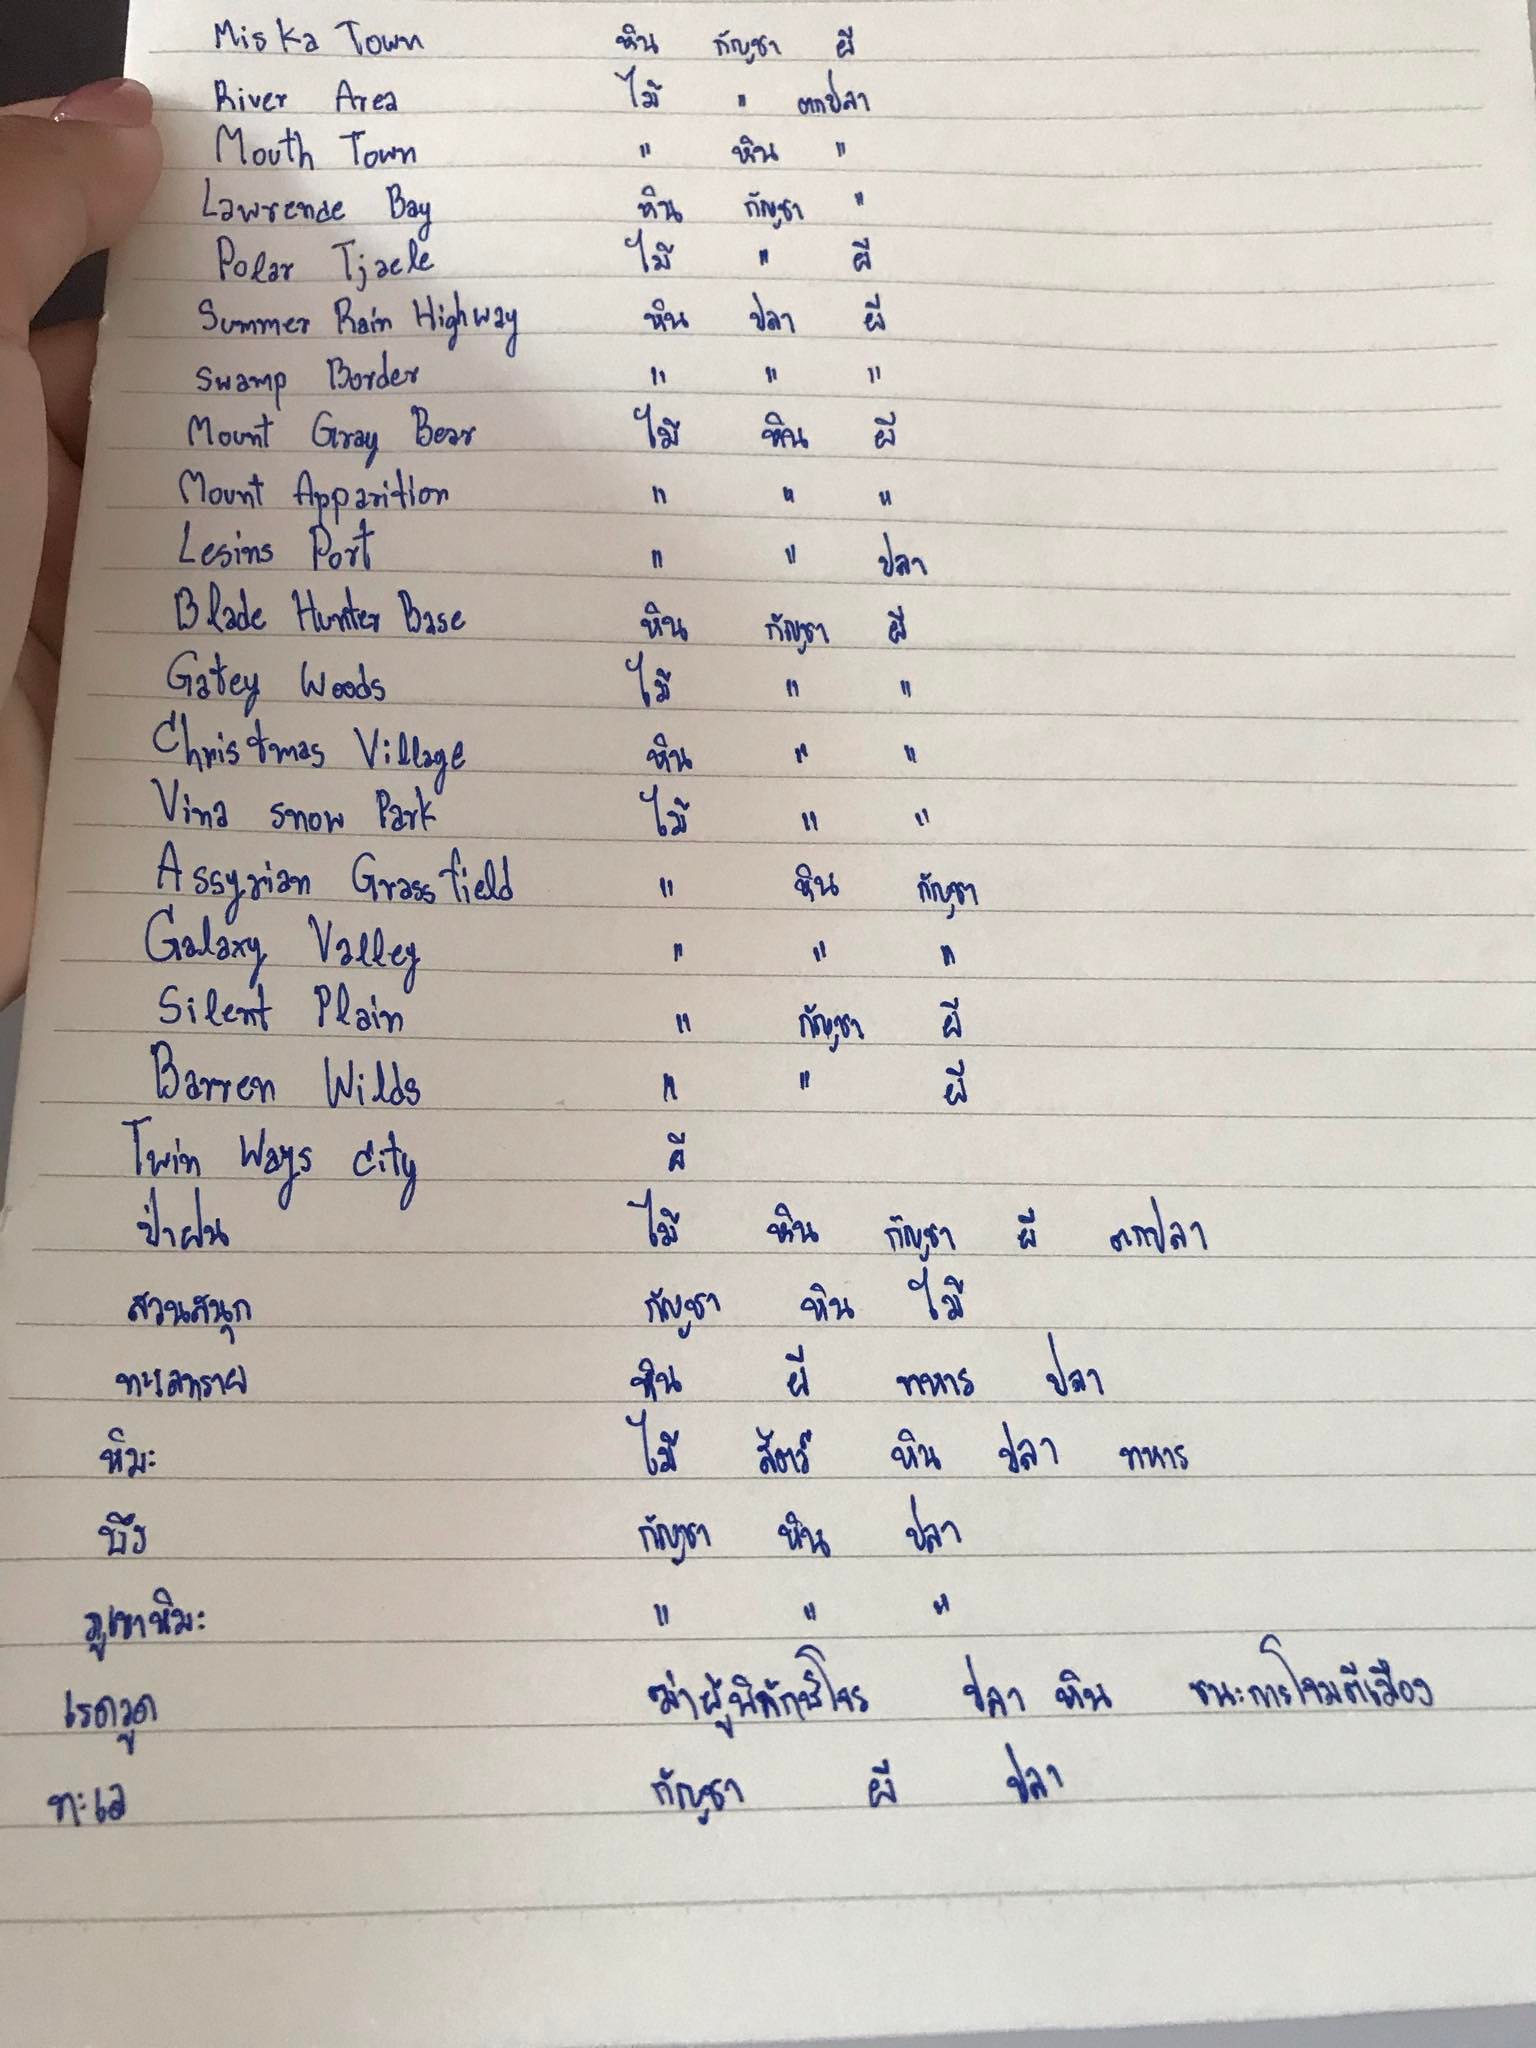 Miska Town หิน กัญชา ผี
River Area ไม้ " ตกปลา
Mouth Town " หิน "
Lawrende Bay หิน กัญชา "
Polar Tjaele ไม้ " ผี
Summer Rain Highway หิน ปลา ผี
Swamp Border " " "
Mount Gray Bear ไม้ หิน ผี
Mount Apparition " " "
Lesins Port " " ปลา
Blade Hunter Base หิน กัญชา ผี
Gatey Woods ไม้ " "
Christmas Village หิน " "
Vina snow Park ไม้ " "
Assyrian Grassfield " หิน กัญชา
Galaxy Valley " " "
Silent Plain " กัญชา ผี
Barren Wilds " " ผี
Twin Ways city ผี
ป่าฝน ไม้ หิน กัญชา ผี ตกปลา
สวนสนุก กัญชา หิน ไม้
ทะเลทราย หิน ผี ทหาร ปลา
หิมะ ไม้ สัตว์ หิน ปลา ทหาร
บึง กัญชา หิน ปลา
ภูเขาหิมะ " " "
เรดวูด ฆ่าผู้พิทักษ์โจร ปลา หิน ชนะการโจมตีเมือง
ทะเล กัญชา ผี ปลา